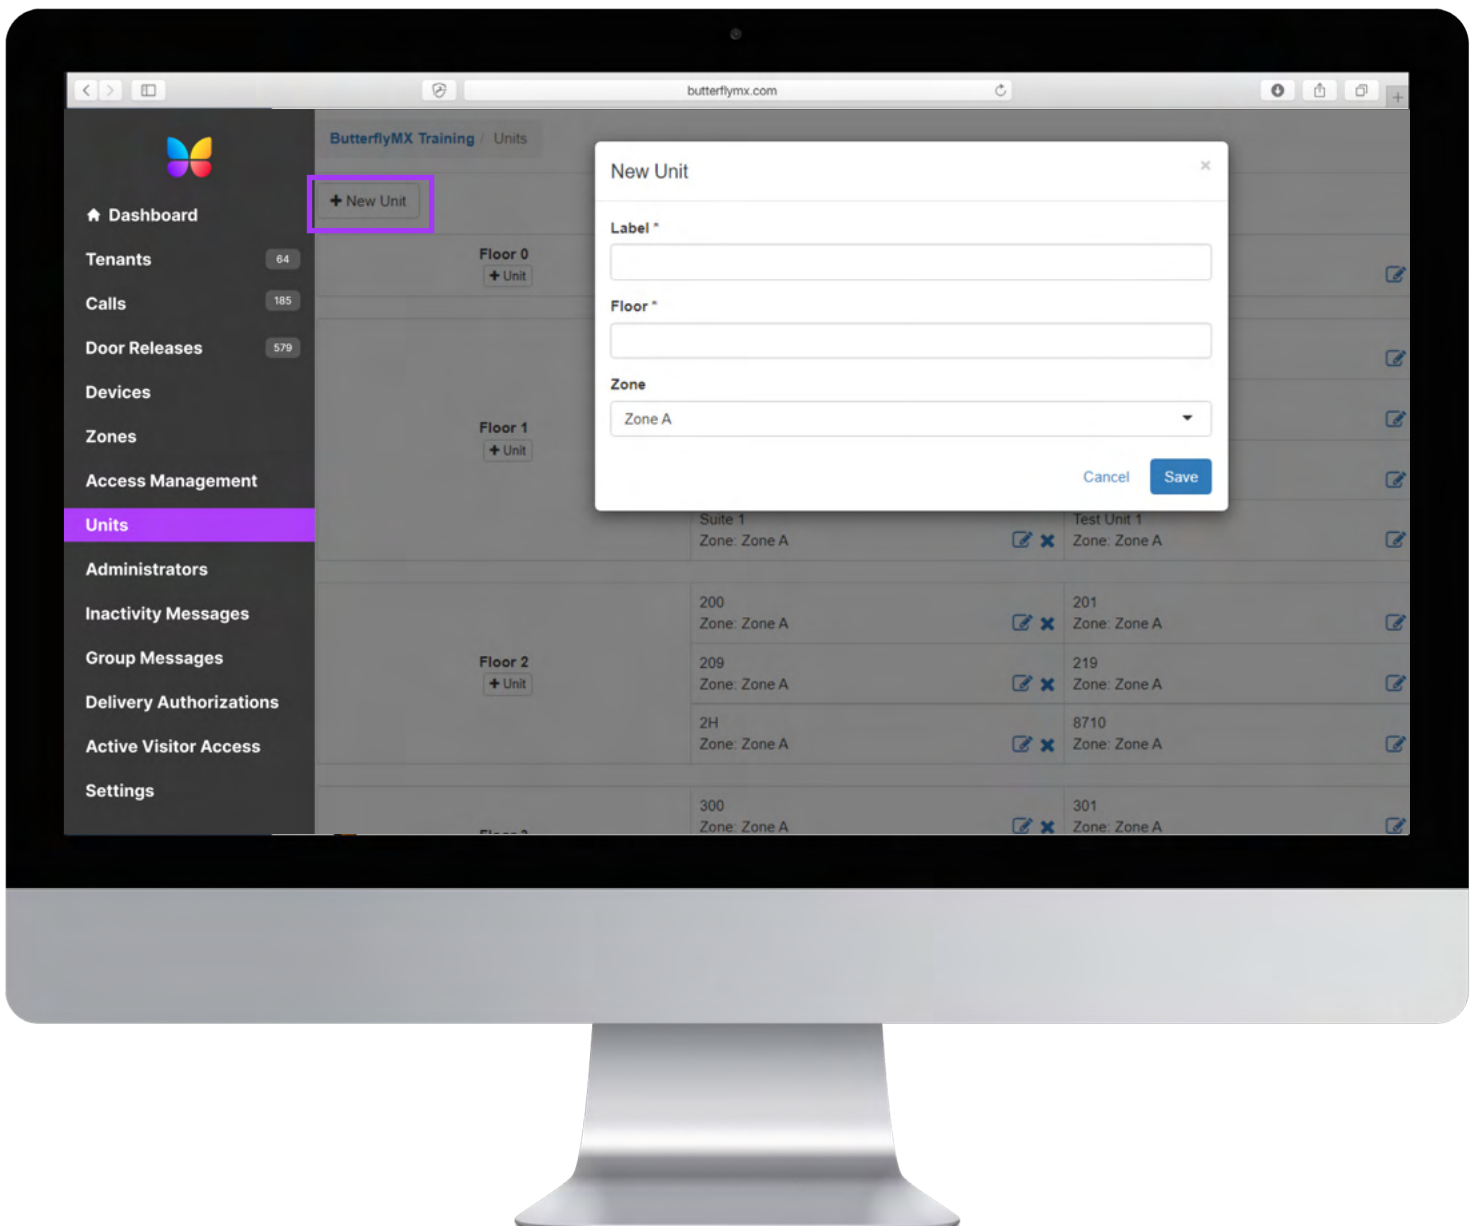 butterflymx.com
ButterflyMX Training / Units
+ New Unit
Dashboard
Tenants 64
Calls 185
Door Releases 579
Devices
Zones
Access Management
Units
Administrators
Inactivity Messages
Group Messages
Delivery Authorizations
Active Visitor Access
Settings
New Unit ×
Label *
Floor *
Zone
Zone A
Cancel Save
Floor 0
+ Unit
Floor 1
+ Unit
Suite 1 Test Unit 1
Zone: Zone A Zone: Zone A
Floor 2
+ Unit
200 201
Zone: Zone A Zone: Zone A
209 219
Zone: Zone A Zone: Zone A
2H 8710
Zone: Zone A Zone: Zone A
300 301
Zone: Zone A Zone: Zone A